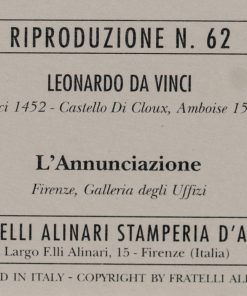 RIPRODUZIONE N. 62
LEONARDO DA VINCI
ci 1452 - Castello Di Cloux, Amboise 15
L'Annunciazione
Firenze, Galleria degli Uffizi
ELLI ALINARI STAMPERIA D'A
Largo F.lli Alinari, 15 - Firenze (Italia)
D IN ITALY - COPYRIGHT BY FRATELLI ALI